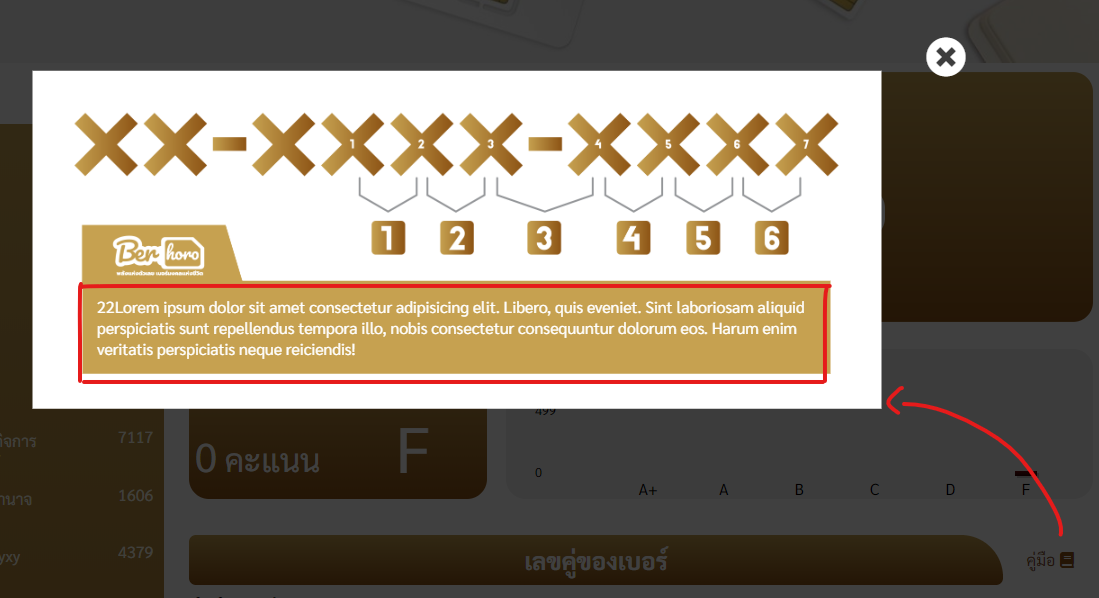 XX-XXXX-XXXX
1 2 3 4 5 6 7
1 2 3 4 5 6
Ber horo
22Lorem ipsum dolor sit amet consectetur adipisicing elit. Libero, quis eveniet. Sint laboriosam aliquid
perspiciatis sunt repellendus tempora illo, nobis consectetur consequuntur dolorum eos. Harum enim
veritatis perspiciatis neque reiciendis!
499
กิจการ 7117
0 คะแนน F
0
A+ A B C D F
1606
yxy 4379
เลขคู่ของเบอร์
คู่มือ